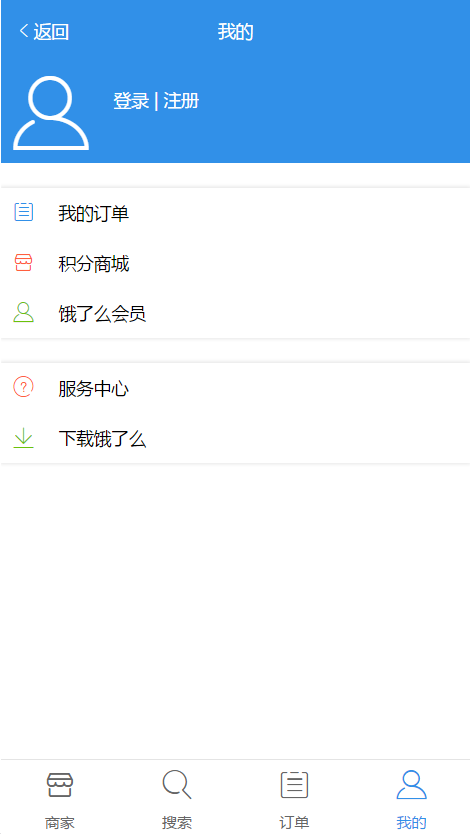 返回 我的
登录 | 注册
我的订单
积分商城
饿了么会员
服务中心
下载饿了么
商家 搜索 订单 我的